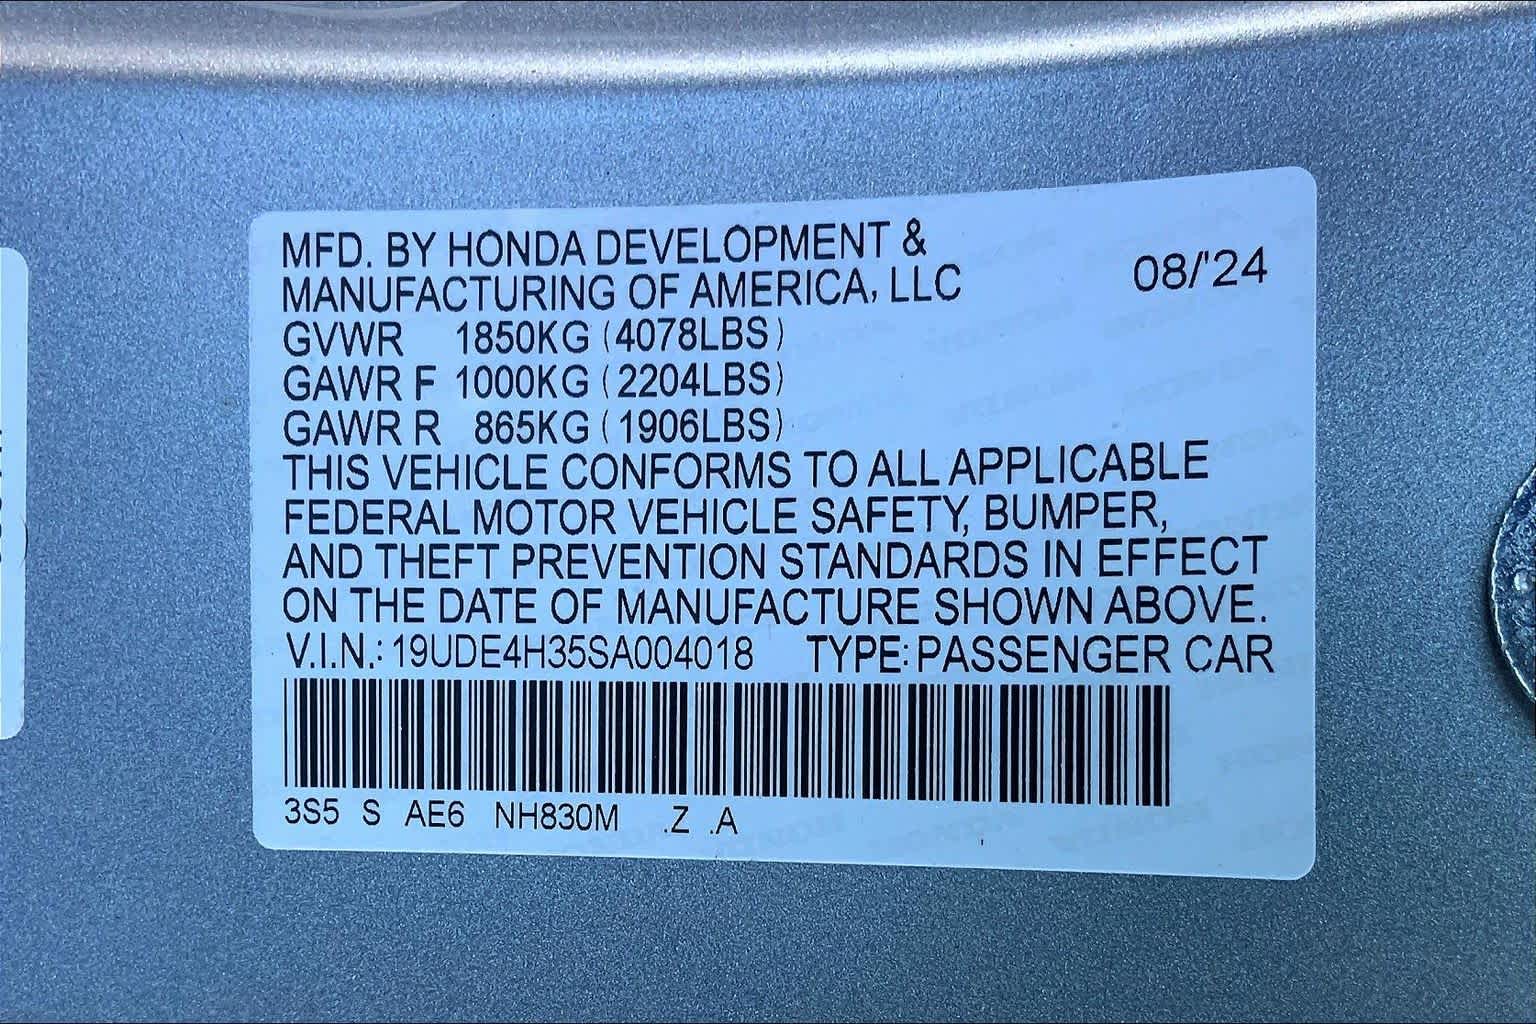 MFD. BY HONDA DEVELOPMENT &
MANUFACTURING OF AMERICA, LLC 08/'24
GVWR 1850KG (4078LBS)
GAWR F 1000KG (2204LBS)
GAWR R 865KG (1906LBS)
THIS VEHICLE CONFORMS TO ALL APPLICABLE
FEDERAL MOTOR VEHICLE SAFETY, BUMPER,
AND THEFT PREVENTION STANDARDS IN EFFECT
ON THE DATE OF MANUFACTURE SHOWN ABOVE.
V.I.N.: 19UDE4H35SA004018 TYPE: PASSENGER CAR
3S5 S AE6 NH830M .Z .A